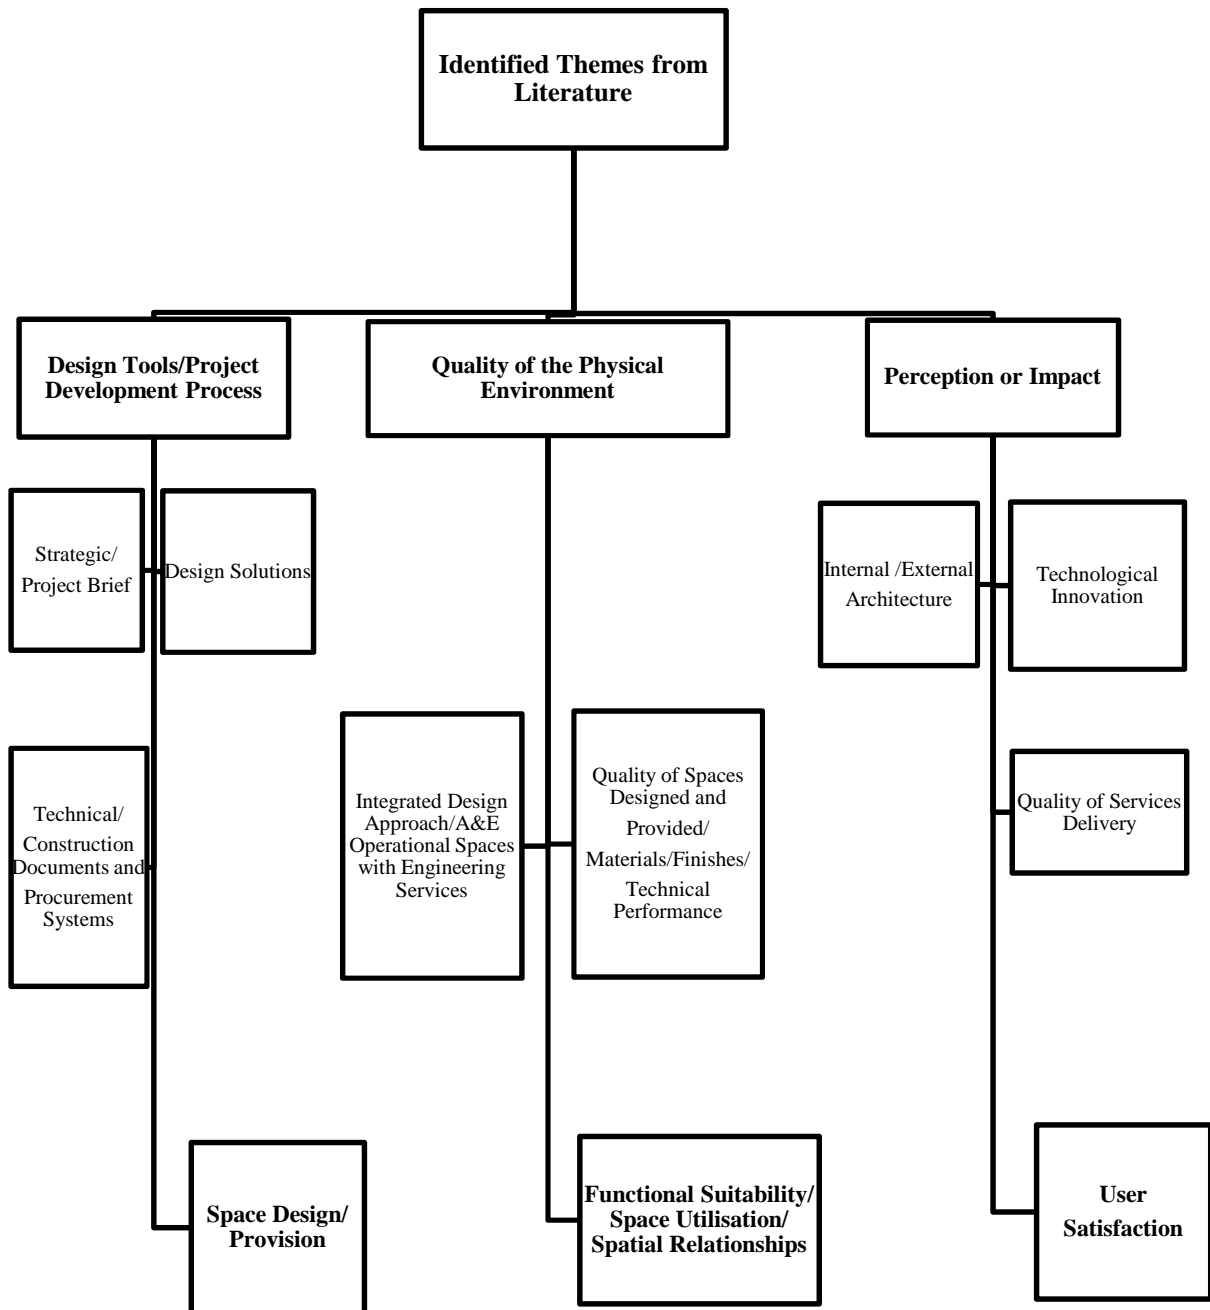 Identified Themes from
Literature
Design Tools/Project
Development Process
Quality of the Physical
Environment
Perception or Impact
Strategic/
Project Brief
Design Solutions
Internal /External
Architecture
Technological
Innovation
Technical/
Construction
Documents and
Procurement
Systems
Integrated Design
Approach/A&E
Operational Spaces
with Engineering
Services
Quality of Spaces
Designed and
Provided/
Materials/Finishes/
Technical
Performance
Quality of Services
Delivery
Space Design/
Provision
Functional Suitability/
Space Utilisation/
Spatial Relationships
User
Satisfaction